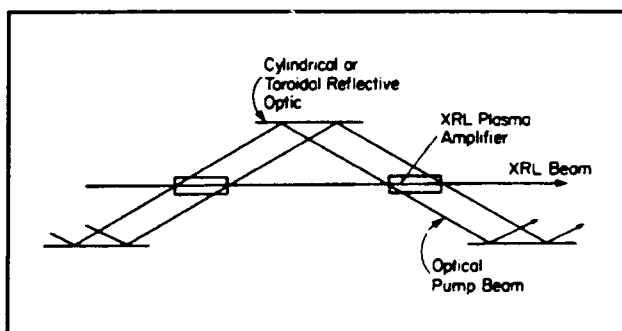 Cylindrical or
Toroidal Reflective
Optic
XRL Plasma
Amplifier
XRL Beam
Optical
Pump Beam